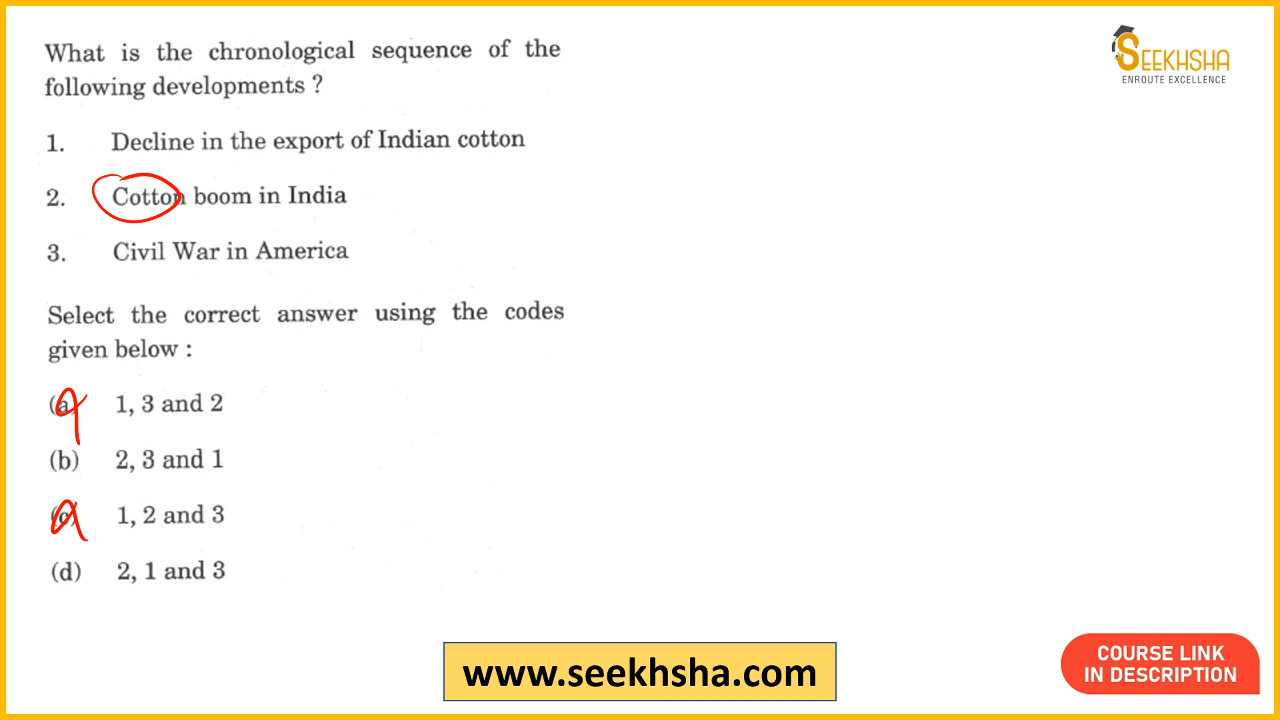 What is the chronological sequence of the
following developments ?
1. Decline in the export of Indian cotton
2. Cotton boom in India
3. Civil War in America
Select the correct answer using the codes
given below :
(a) 1, 3 and 2
(b) 2, 3 and 1
(c) 1, 2 and 3
(d) 2, 1 and 3
SEEKHSHA
ENROUTE EXCELLENCE
www.seekhsha.com
COURSE LINK
IN DESCRIPTION